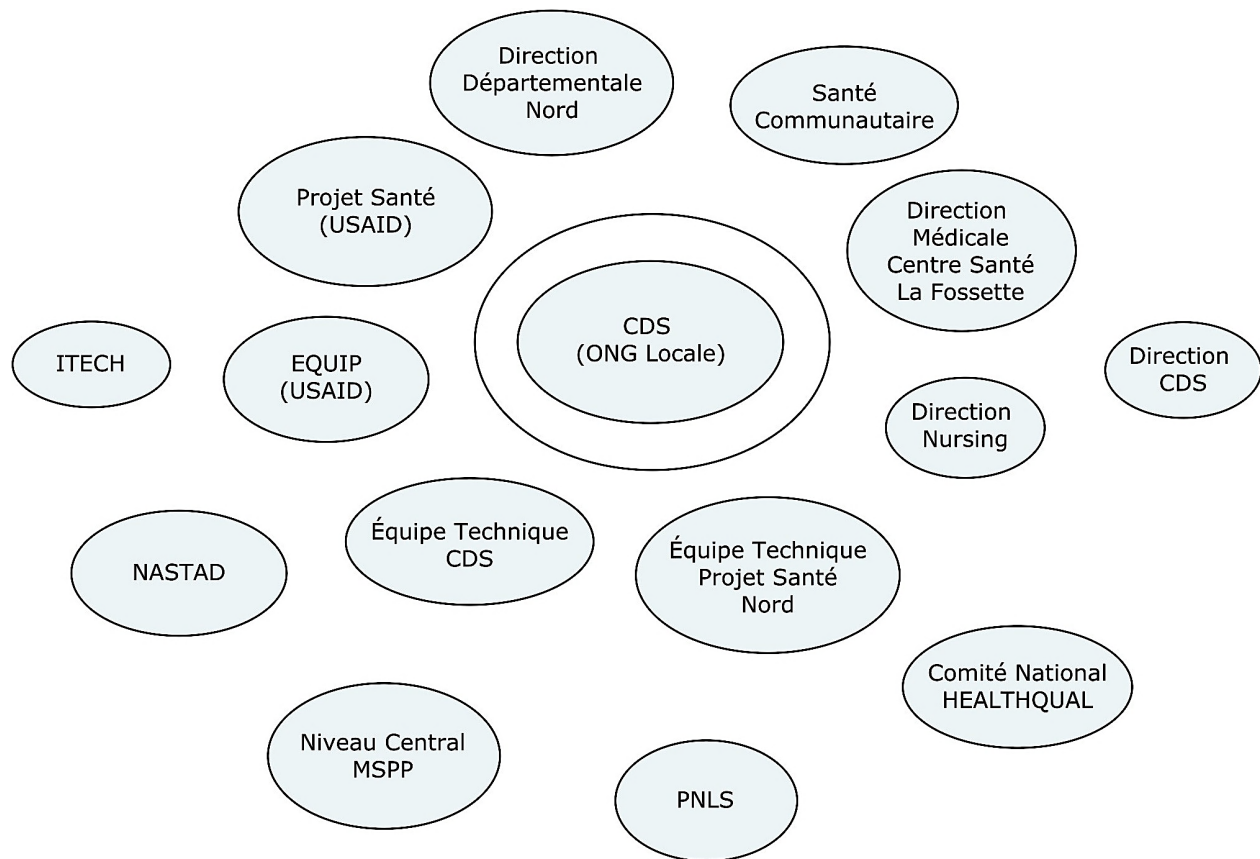 Direction
Départementale
Nord
Santé
Communautaire
Projet Santé
(USAID)
Direction
Médicale
Centre Santé
La Fossette
CDS
(ONG Locale)
ITECH
EQUIP
(USAID)
Direction
CDS
Direction
Nursing
Équipe Technique
CDS
Équipe Technique
Projet Santé
Nord
NASTAD
Comité National
HEALTHQUAL
Niveau Central
MSPP
PNLS